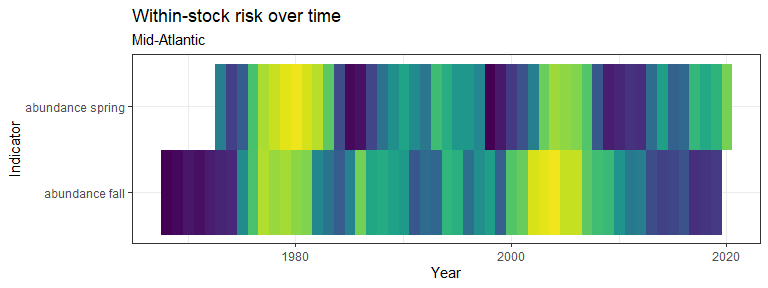 Within-stock risk over time
Mid-Atlantic
Indicator
abundance spring
abundance fall
1980
2000
2020
Year